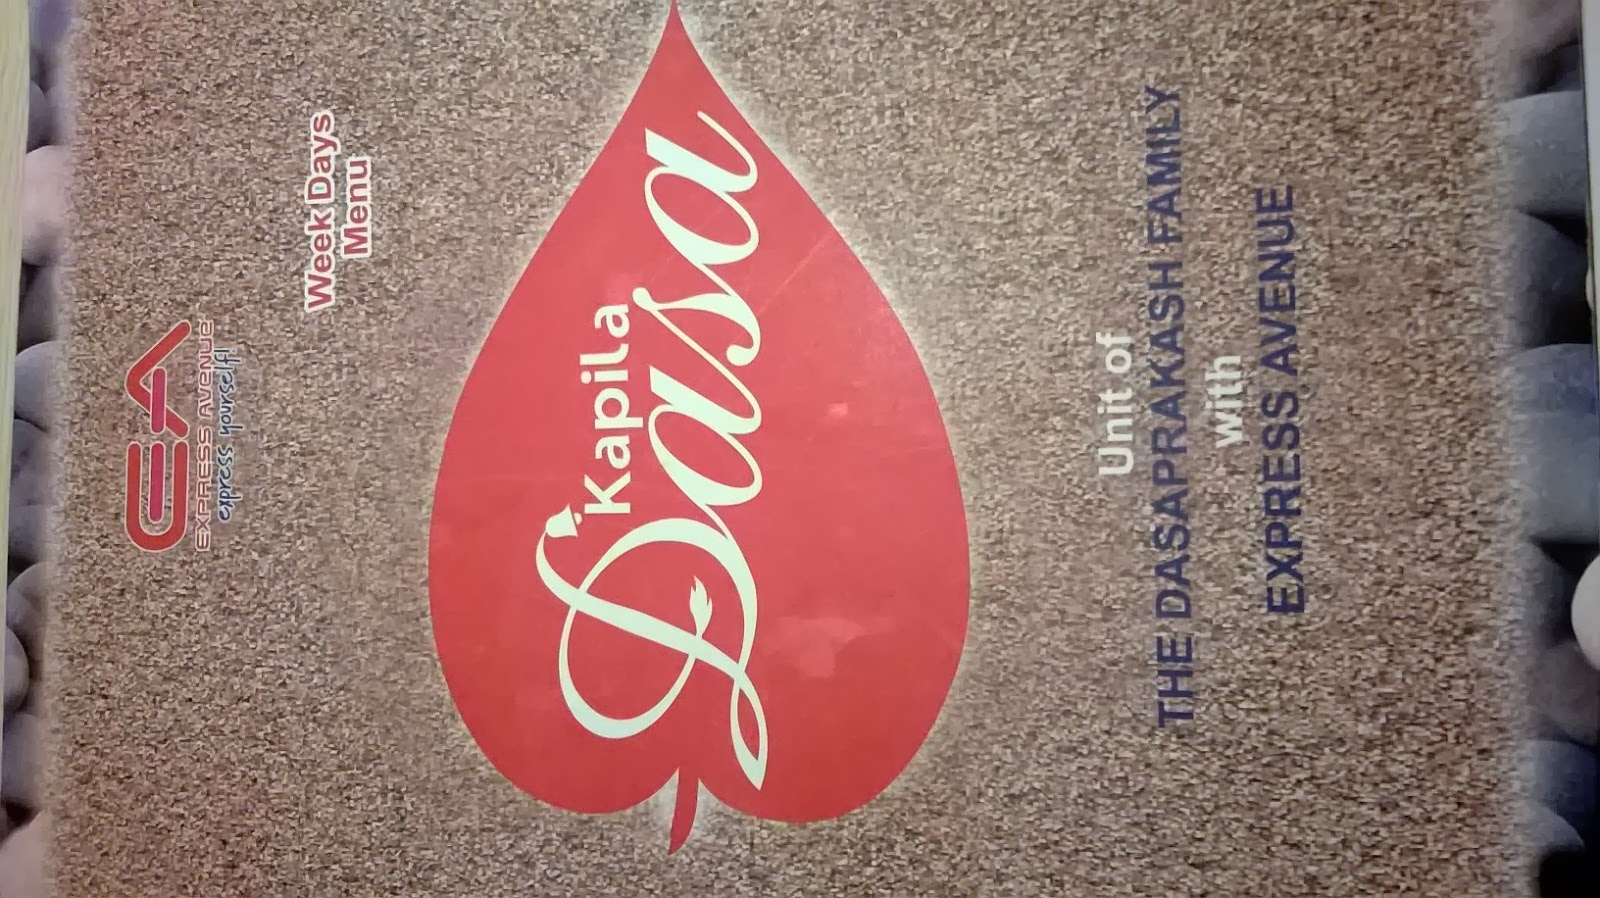 EA
EXPRESS AVENUE
express yourself!
Week Days
Menu
Kapila
Dasa
Unit of
THE DASAPRAKASH FAMILY
with
EXPRESS AVENUE